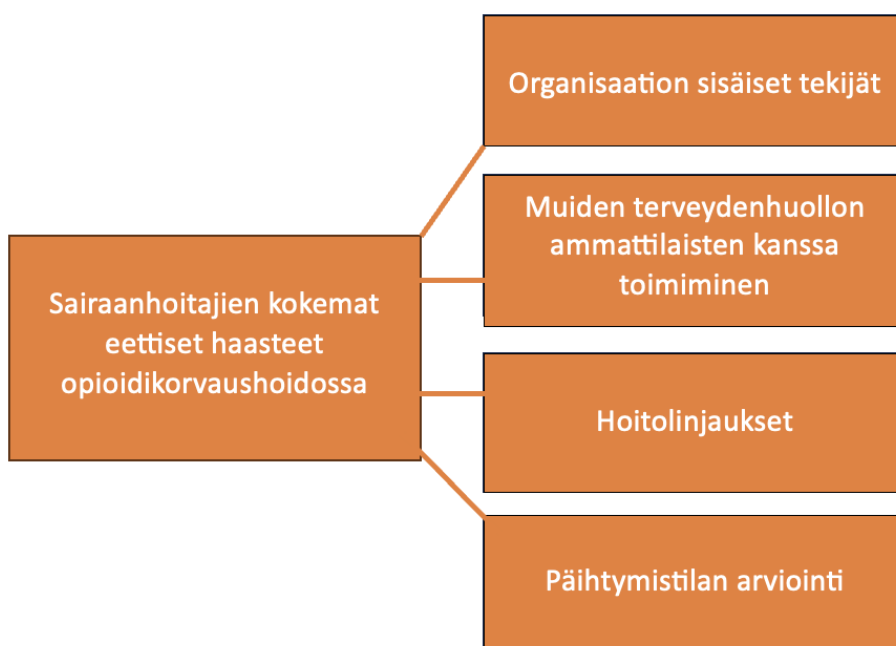 Organisaation sisäiset tekijät
Muiden terveydenhuollon
ammattilaisten kanssa
toimiminen
Sairaanhoitajien kokemat
eettiset haasteet
opioidikorvaushoidossa
Hoitolinjaukset
Päihtymistilan arviointi